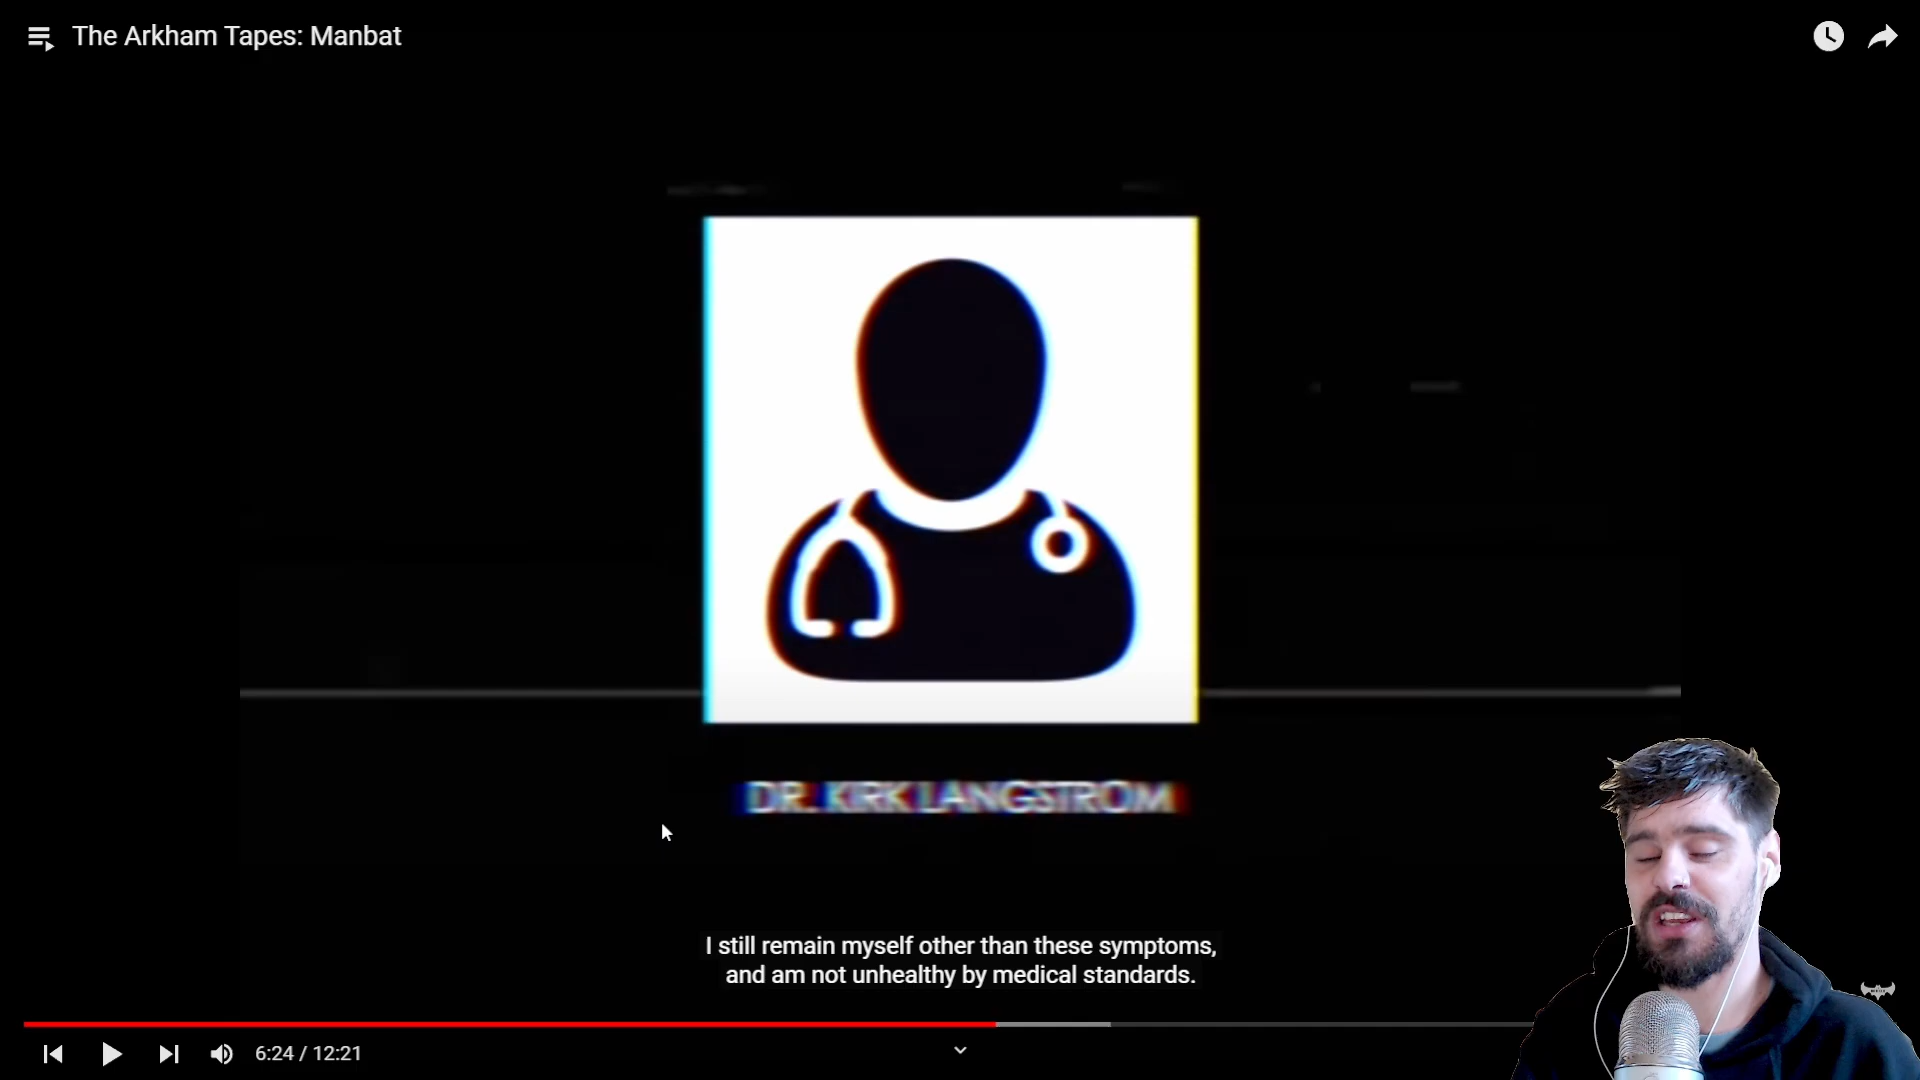 The Arkham Tapes: Manbat
DR. KIRK LANGSTROM
I still remain myself other than these symptoms,
and am not unhealthy by medical standards.
6:24 / 12:21